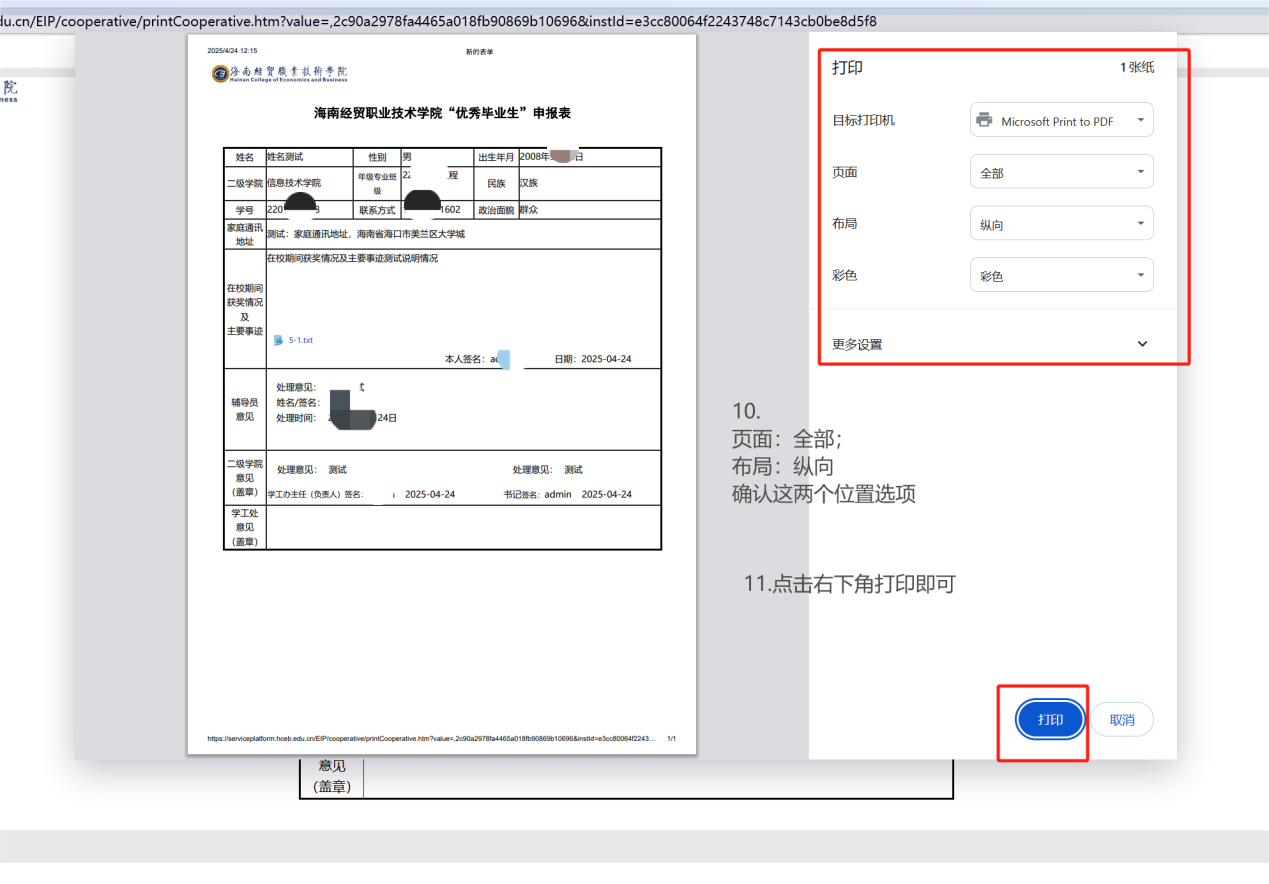 du.cn/EIP/cooperative/printCooperative.htm?value=,2c90a2978fa4465a018fb90869b10696&instId=e3cc80064f2243748c7143cb0be8d5f8
院
ness
2025/4/24 12:15 新的表单
海南经贸职业技术学院
Hainan College of Economics and Business
海南经贸职业技术学院“优秀毕业生”申报表
姓名 姓名测试 性别 男 出生年月 2008年 日
二级学院 信息技术学院 年级专业班级 22 程 民族 汉族
学号 220 3 联系方式 1602 政治面貌 群众
家庭通讯地址 测试：家庭通讯地址，海南省海口市美兰区大学城
在校期间获奖情况及主要事迹测试说明情况
在校期间
获奖情况
及
主要事迹
5-1.txt
本人签名： 日期：2025-04-24
辅导员
意见
处理意见：
姓名/签名：
处理时间： 24日
二级学院
意见
（盖章）
处理意见： 测试 处理意见： 测试
学工办主任（负责人）签名： 2025-04-24 书记签名：admin 2025-04-24
学工处
意见
（盖章）
https://serviceplatform.hceb.edu.cn/EIP/cooperative/printCooperative.htm?value=,2c90a2978fa4465a018fb90869b10696&instId=e3cc80064f2243... 1/1
打印 1张纸
目标打印机 Microsoft Print to PDF
页面 全部
布局 纵向
彩色 彩色
更多设置
10.
页面：全部；
布局：纵向
确认这两个位置选项
11.点击右下角打印即可
打印 取消
意见
（盖章）